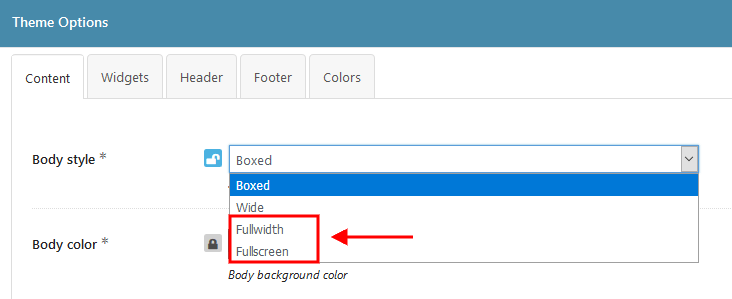 Theme Options
Content Widgets Header Footer Colors
Body style * Boxed
Boxed
Wide
Fullwidth
Body color *
Fullscreen
Body background color